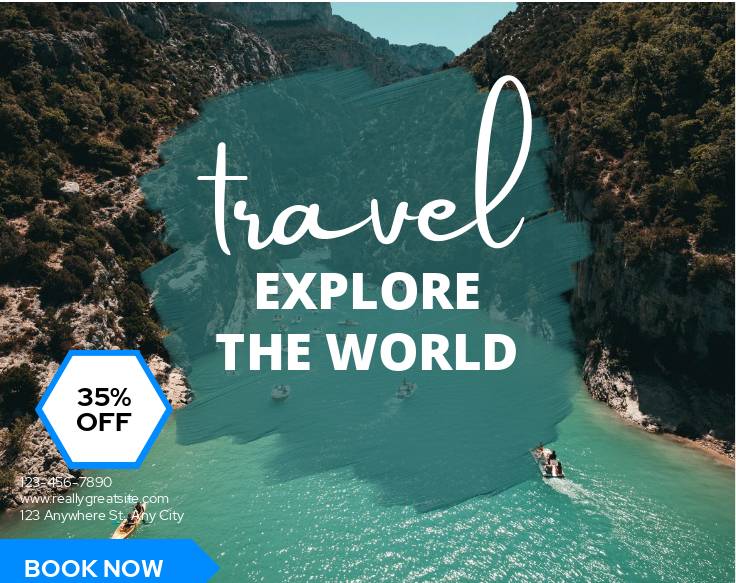 travel
EXPLORE
THE WORLD
35%
OFF
123-456-7890
www.reallygreatsite.com
123 Anywhere St. Any City
BOOK NOW